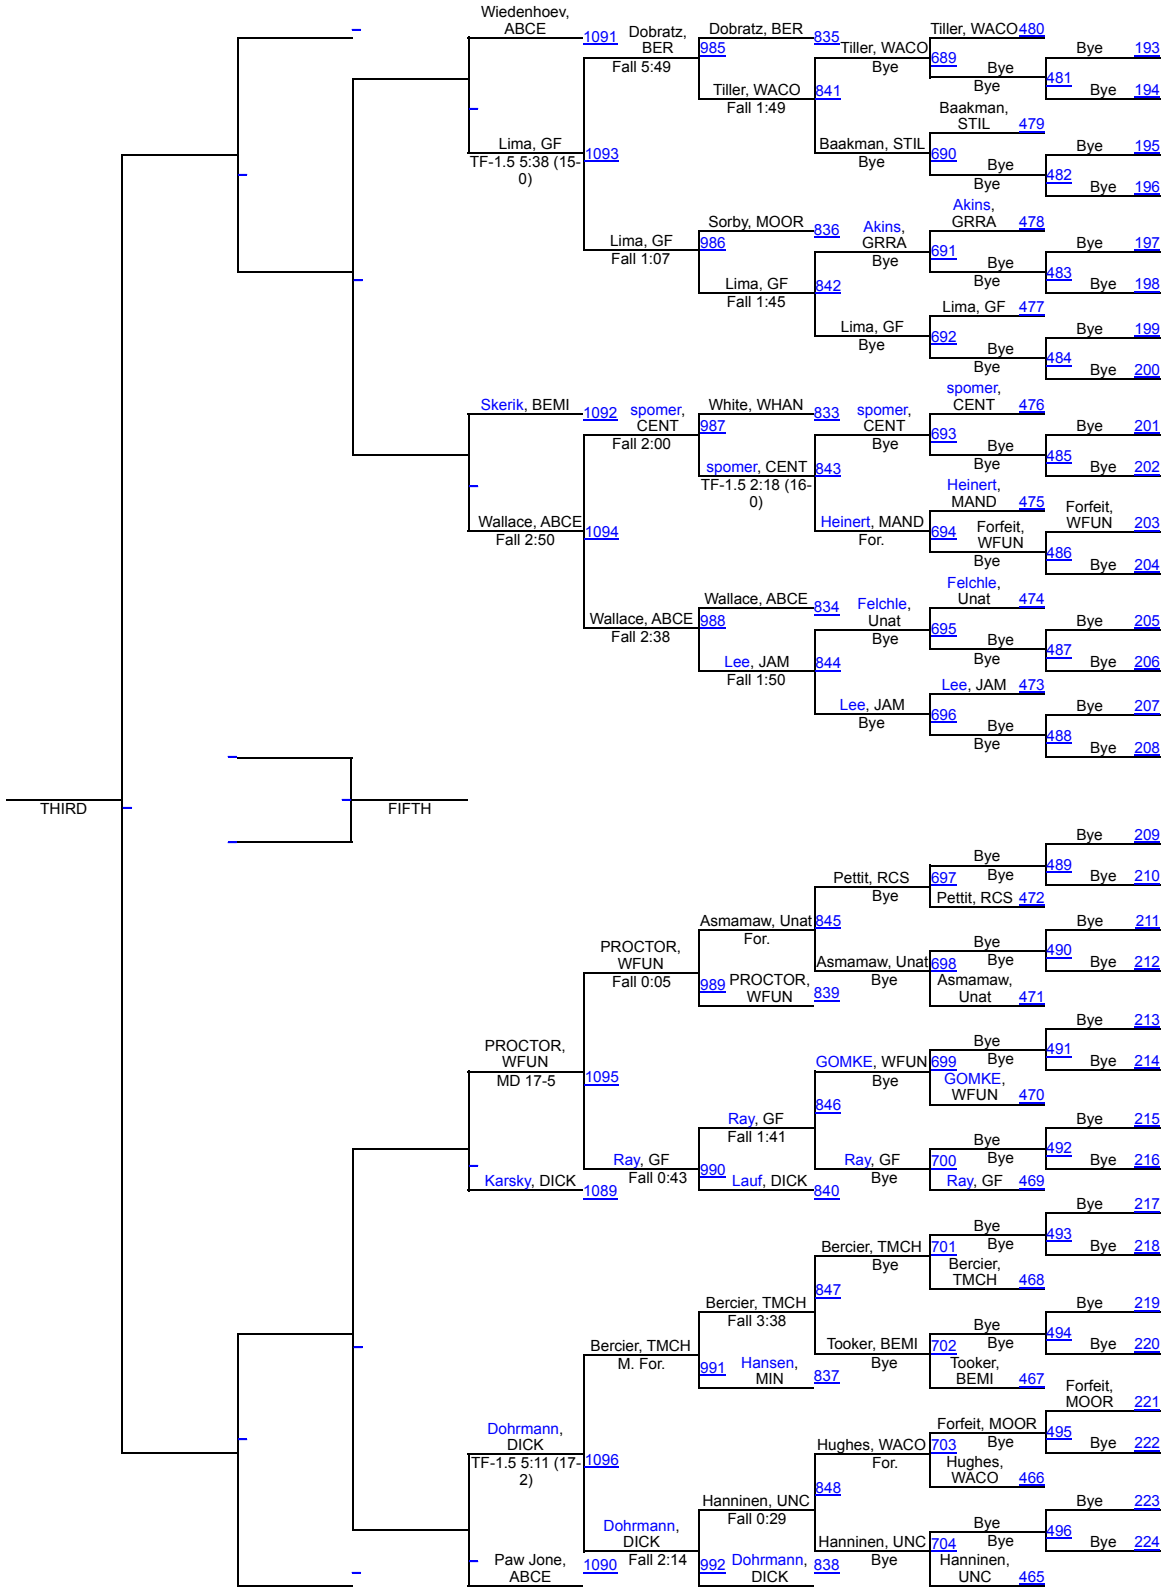 Wiedenhoev,
ABCE 1091
Dobratz,
BER
Fall 5:49
985
Dobratz, BER 835
Tiller, WACO
Bye
Tiller, WACO 480
689
Bye
Bye
481
Bye 193
Bye 194
Tiller, WACO
Fall 1:49
841
Baakman,
STIL 479
Baakman, STIL
Bye
690
Bye
Bye
482
Bye 195
Bye 196
Lima, GF
TF-1.5 5:38 (15-
0)
1093
Akins,
GRRA 478
Sorby, MOOR 836
Akins,
GRRA
Bye
691
Bye
Bye
483
Bye 197
Bye 198
Lima, GF
Fall 1:07
986
Lima, GF
Fall 1:45
842
Lima, GF 477
Lima, GF
Bye
692
Bye
Bye
484
Bye 199
Bye 200
Skerik, BEMI 1092
spomer,
CENT
Fall 2:00
987
White, WHAN 833
spomer,
CENT
Bye
spomer,
CENT 476
693
Bye
Bye
485
Bye 201
Bye 202
spomer, CENT
TF-1.5 2:18 (16-
0)
843
Heinert,
MAND 475
Wallace, ABCE
Fall 2:50
1094
Heinert, MAND
For.
694
Forfeit,
WFUN
Bye
486
Forfeit,
WFUN 203
Bye 204
Felchle,
Unat 474
Wallace, ABCE 834
Felchle,
Unat
Bye
695
Bye
Bye
487
Bye 205
Bye 206
Wallace, ABCE
Fall 2:38
988
Lee, JAM
Fall 1:50
844
Lee, JAM 473
Lee, JAM
Bye
696
Bye
Bye
488
Bye 207
Bye 208
THIRD
FIFTH
Bye 209
Bye
Bye
489
Bye 210
Pettit, RCS
Bye
697
Pettit, RCS 472
Asmamaw, Unat
For.
845
Bye 211
Bye
Bye
490
Bye 212
PROCTOR,
WFUN
Fall 0:05
989
PROCTOR,
WFUN 839
Asmamaw, Unat
Bye
698
Asmamaw,
Unat 471
Bye 213
Bye
Bye
491
Bye 214
PROCTOR,
WFUN
MD 17-5
1095
GOMKE, WFUN
Bye
699
GOMKE,
WFUN 470
846
Ray, GF
Fall 1:41
Bye 215
Bye
Bye
492
Bye 216
Karsky, DICK 1089
Ray, GF
Fall 0:43
990
Lauf, DICK 840
Ray, GF
Bye
700
Ray, GF 469
Bye 217
Bye
Bye
493
Bye 218
Bercier, TMCH
Bye
701
Bercier,
TMCH 468
847
Bercier, TMCH
Fall 3:38
Bye 219
Bye
Bye
494
Bye 220
Bercier, TMCH
M. For.
991
Hansen,
MIN 837
Tooker, BEMI
Bye
702
Tooker,
BEMI 467
Forfeit,
MOOR 221
Forfeit, MOOR
Bye
495
Bye 222
Dohrmann,
DICK
TF-1.5 5:11 (17-
2)
1096
Hughes, WACO
For.
703
Hughes,
WACO 466
848
Hanninen, UNC
Fall 0:29
Bye 223
Bye
Bye
496
Bye 224
Paw Jone,
ABCE
1090
Dohrmann,
DICK
Fall 2:14
992
Dohrmann,
DICK
838
Hanninen, UNC
Bye
704
Hanninen,
UNC 465